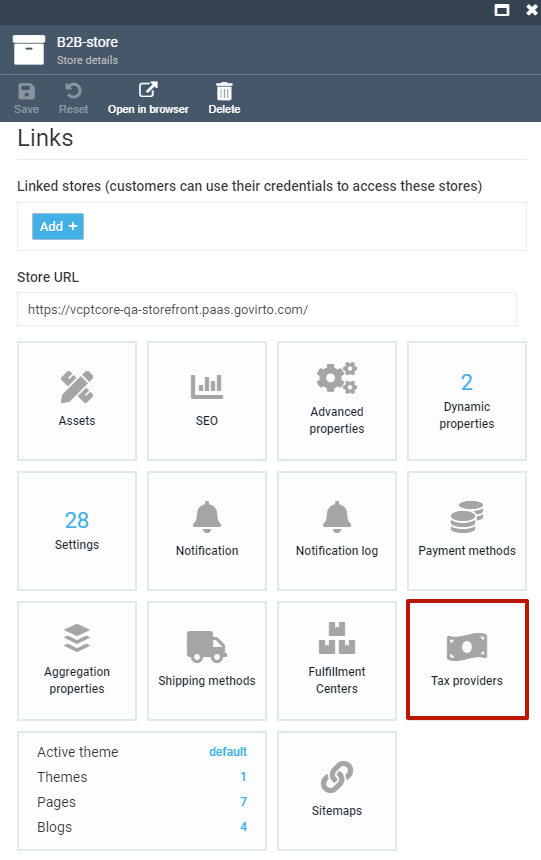 B2B-store
Store details
Save
Reset
Open in browser
Delete
Links
Linked stores (customers can use their credentials to access these stores)
Add +
Store URL
https://vcptcore-qa-storefront.paas.govirto.com/
Assets
SEO
Advanced
properties
2
Dynamic
properties
28
Settings
Notification
Notification log
Payment methods
Aggregation
properties
Shipping methods
Fulfillment
Centers
Tax providers
Active theme default
Themes 1
Pages 7
Blogs 4
Sitemaps